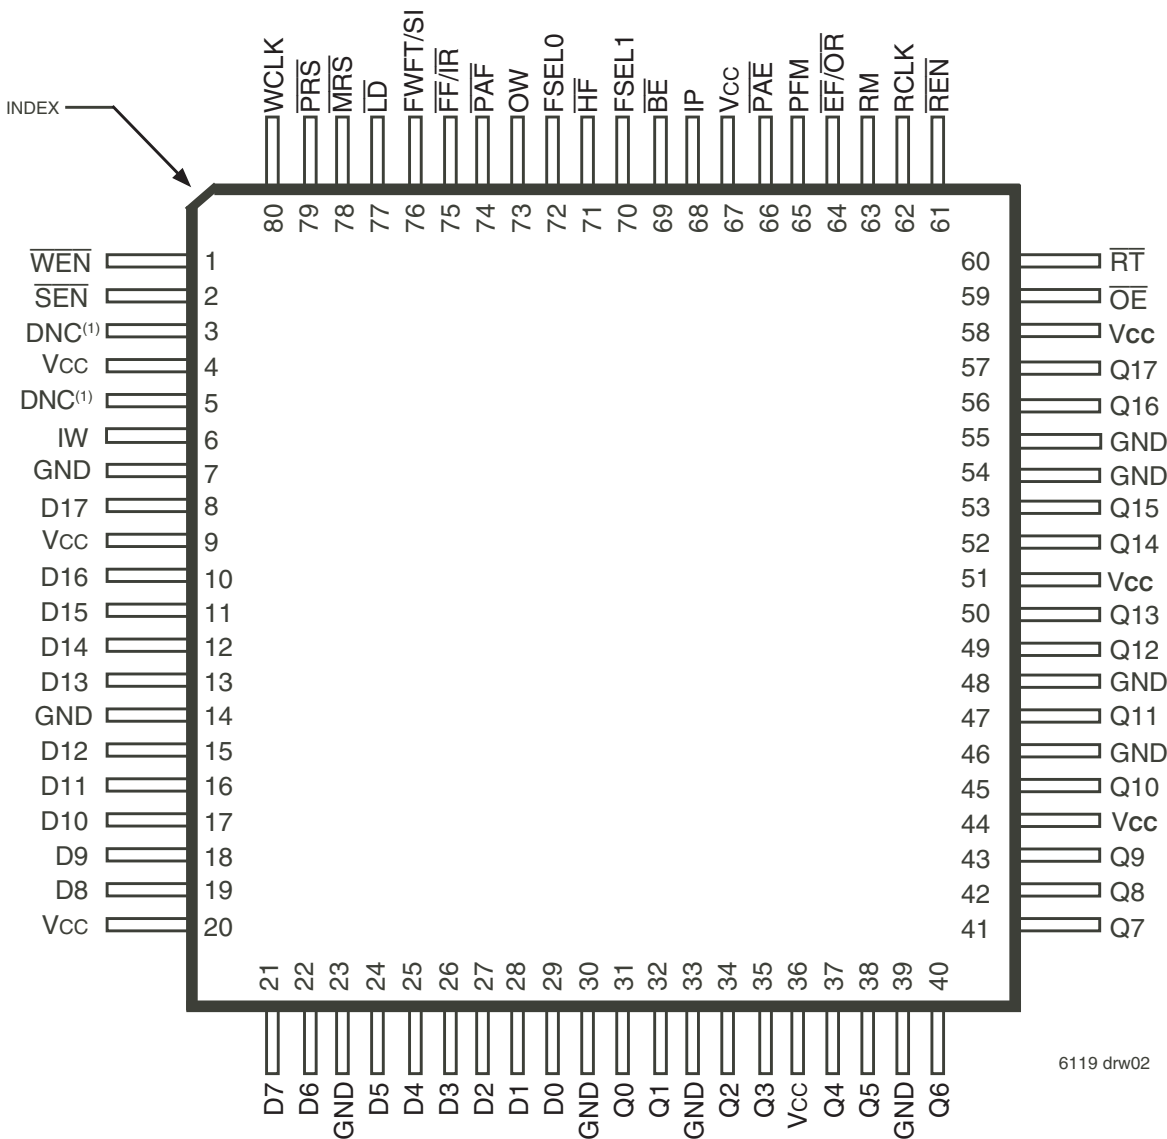 INDEX
WCLK
PRS
MRS
LD
FWFT/SI
FF/IR
PAF
OW
FSEL0
HF
FSEL1
BE
IP
VCC
PAE
PFM
EF/OR
RM
RCLK
REN
80
79
78
77
76
75
74
73
72
71
70
69
68
67
66
65
64
63
62
61
WEN 1
SEN 2
DNC(1) 3
VCC 4
DNC(1) 5
IW 6
GND 7
D17 8
VCC 9
D16 10
D15 11
D14 12
D13 13
GND 14
D12 15
D11 16
D10 17
D9 18
D8 19
VCC 20
60 RT
59 OE
58 Vcc
57 Q17
56 Q16
55 GND
54 GND
53 Q15
52 Q14
51 Vcc
50 Q13
49 Q12
48 GND
47 Q11
46 GND
45 Q10
44 Vcc
43 Q9
42 Q8
41 Q7
21
22
23
24
25
26
27
28
29
30
31
32
33
34
35
36
37
38
39
40
D7
D6
GND
D5
D4
D3
D2
D1
D0
GND
Q0
Q1
GND
Q2
Q3
VCC
Q4
Q5
GND
Q6
6119 drw02